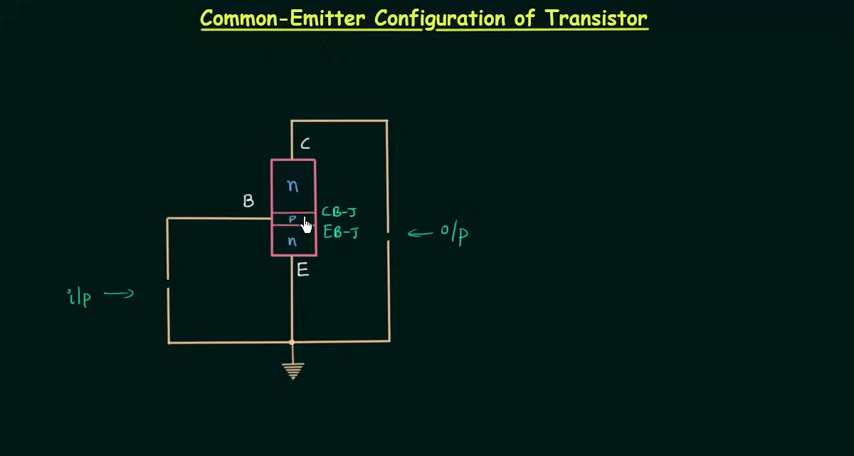 Common-Emitter Configuration of Transistor
C
n
B
P
CB-J
EB-J
n
o/p
E
i/p